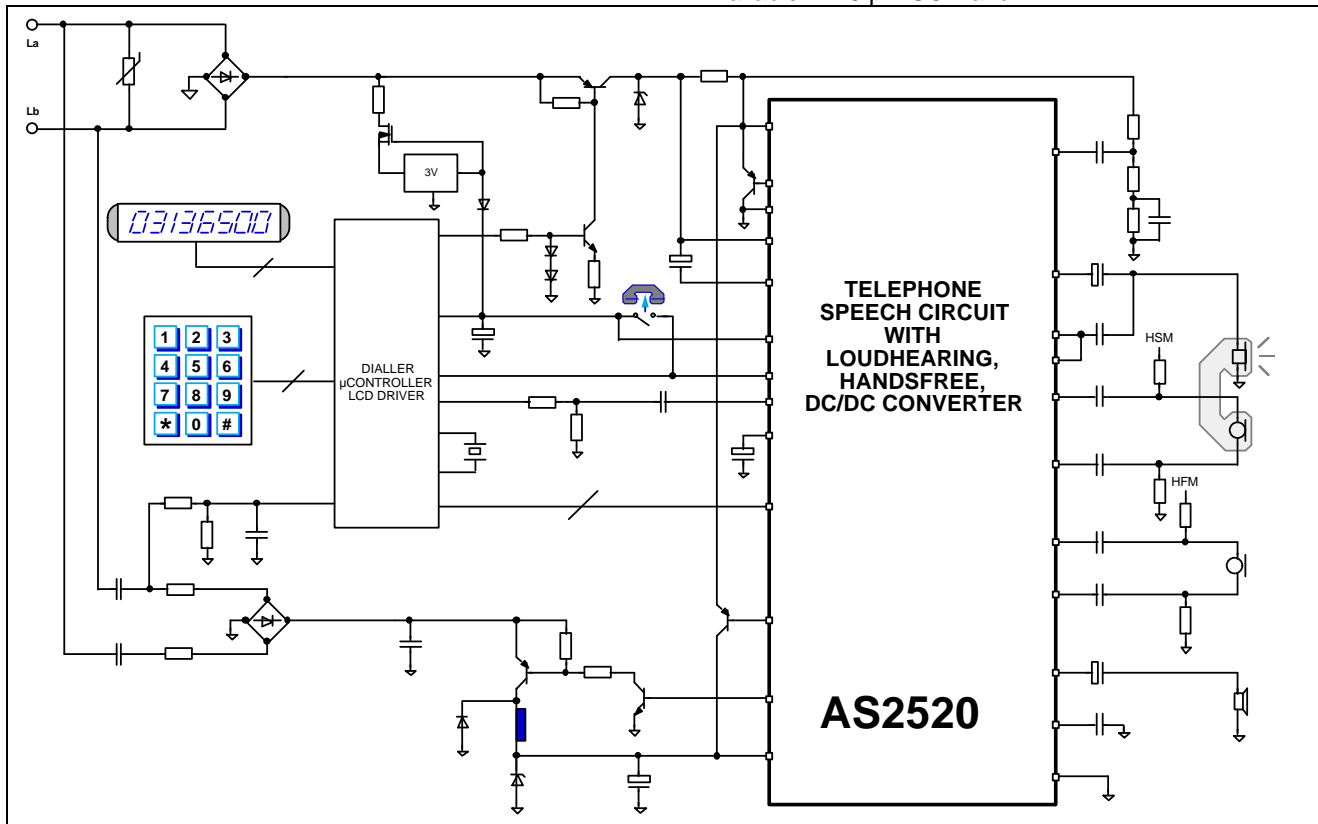 La
Lb
3V
03136500
1 2 3
4 5 6
7 8 9
* 0 #
DIALLER
µCONTROLLER
LCD DRIVER
TELEPHONE
SPEECH CIRCUIT
WITH
LOUDHEARING,
HANDSFREE,
DC/DC CONVERTER
HSM
HFM
AS2520